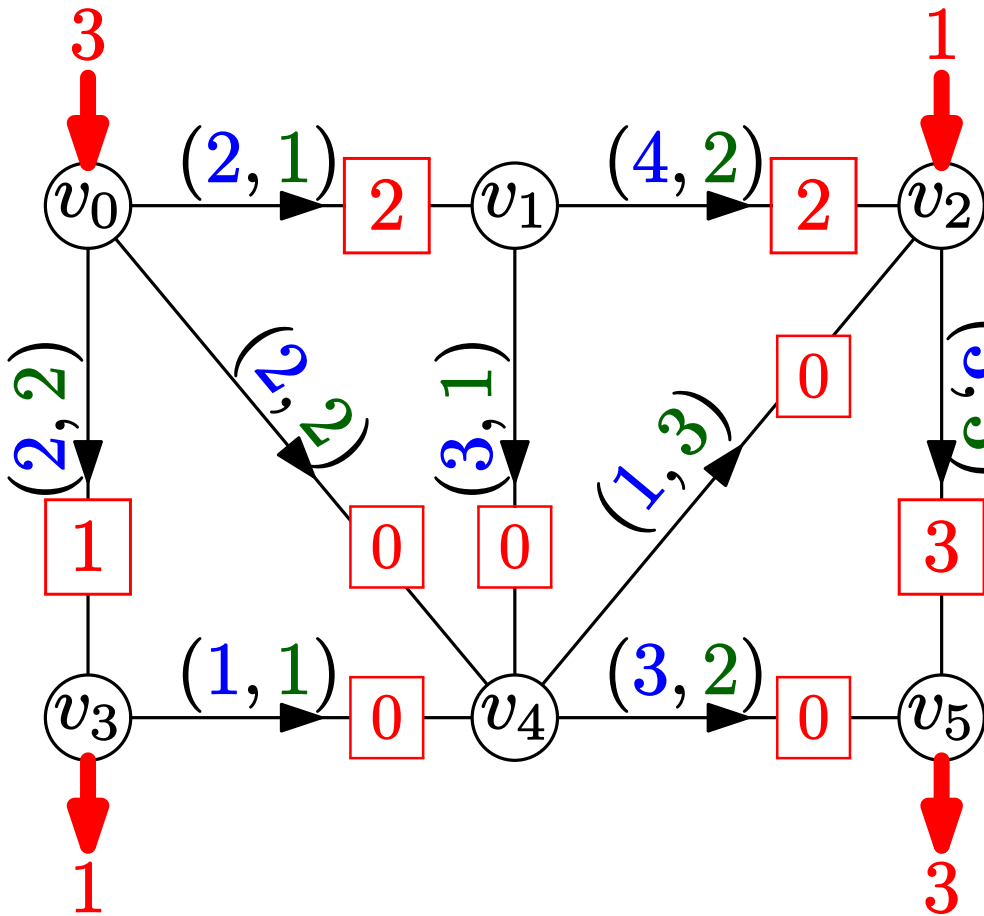 3 1
(2, 1) (4, 2)
v0 2 v1 2 v2
(2, 2) (2, 2) (3, 1) (1, 3) 0
1 0 0 3
(1, 1) (3, 2)
v3 0 v4 0 v5
1 3